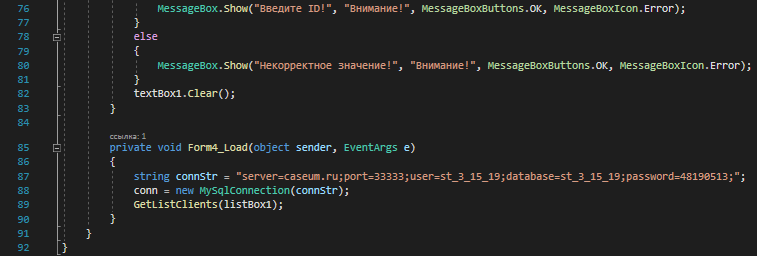 76 MessageBox.Show("Введите ID!", "Внимание!", MessageBoxButtons.OK, MessageBoxIcon.Error);
77 }
78 else
79 {
80 MessageBox.Show("Некорректное значение!", "Внимание!", MessageBoxButtons.OK, MessageBoxIcon.Error);
81 }
82 textBox1.Clear();
83 }
84
ссылка: 1
85 private void Form4_Load(object sender, EventArgs e)
86 {
87 string connStr = "server=caseum.ru;port=33333;user=st_3_15_19;database=st_3_15_19;password=48190513;";
88 conn = new MySqlConnection(connStr);
89 GetListClients(listBox1);
90 }
91 }
92 }